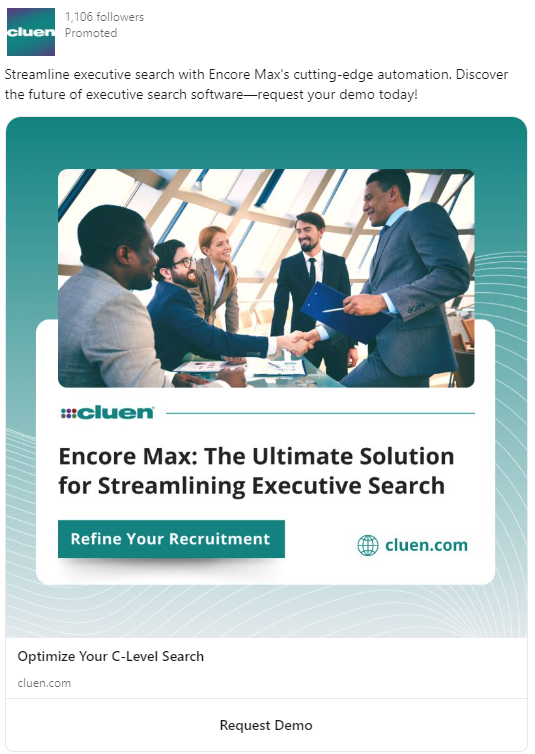 cluen
1,106 followers
Promoted
Streamline executive search with Encore Max's cutting-edge automation. Discover
the future of executive search software—request your demo today!
cluen
Encore Max: The Ultimate Solution
for Streamlining Executive Search
Refine Your Recruitment
cluen.com
Optimize Your C-Level Search
cluen.com
Request Demo